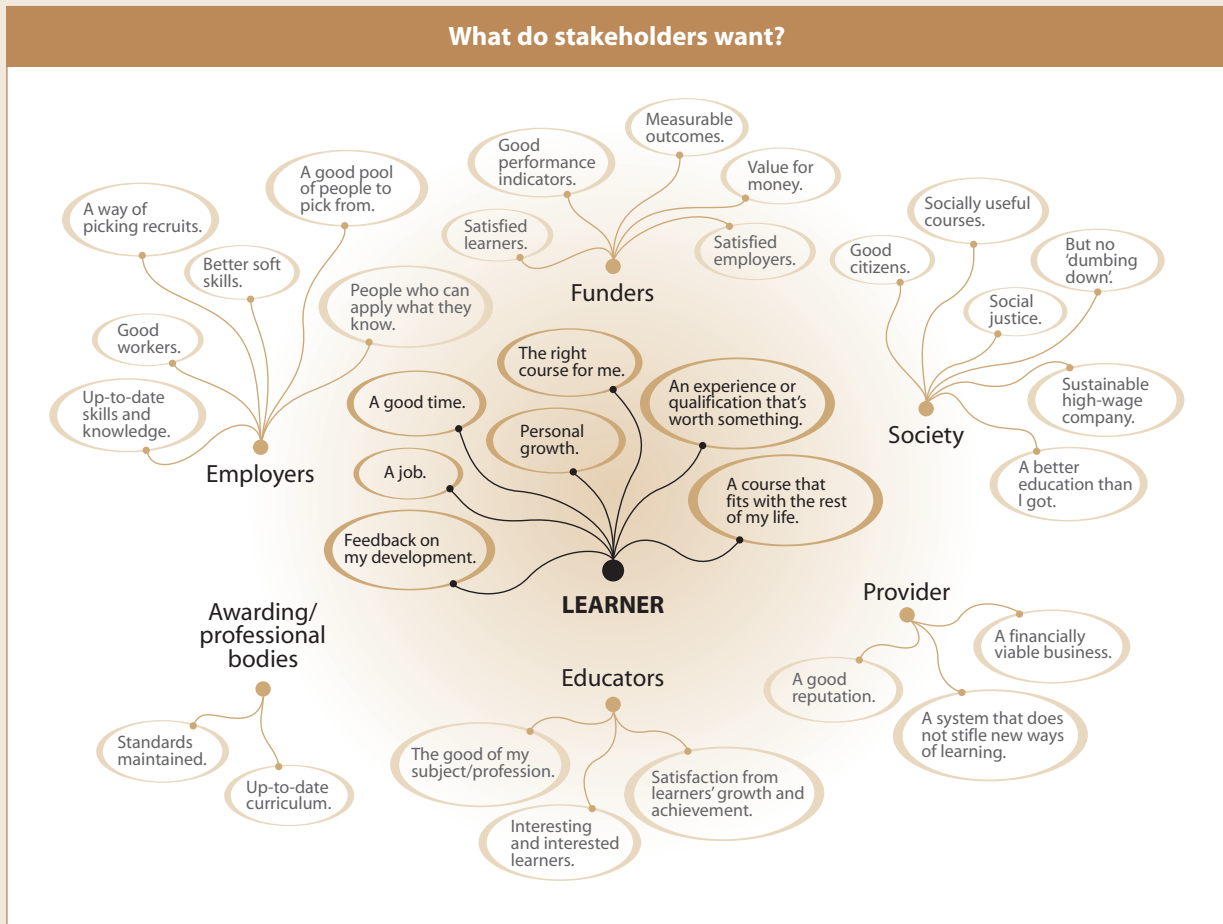 What do stakeholders want?
A way of
picking recruits.
Better soft
skills.
A good pool
of people to
pick from.
People who can
apply what they
know.
Good
workers.
Up-to-date
skills and
knowledge.
Employers
Satisfied
learners.
Good
performance
indicators.
Measurable
outcomes.
Value for
money.
Satisfied
employers.
Funders
Good
citizens.
Socially useful
courses.
Social
justice.
But no
‘dumbing
down’.
Sustainable
high-wage
company.
A better
education than
I got.
Society
The right
course for me.
A good time.
Personal
growth.
An experience or
qualification that’s
worth something.
A job.
A course that
fits with the rest
of my life.
Feedback on
my development.
LEARNER
Awarding/
professional
bodies
Standards
maintained.
Up-to-date
curriculum.
Educators
The good of my
subject/profession.
Interesting
and interested
learners.
Satisfaction from
learners’ growth and
achievement.
Provider
A good
reputation.
A system that does
not stifle new ways
of learning.
A financially
viable business.